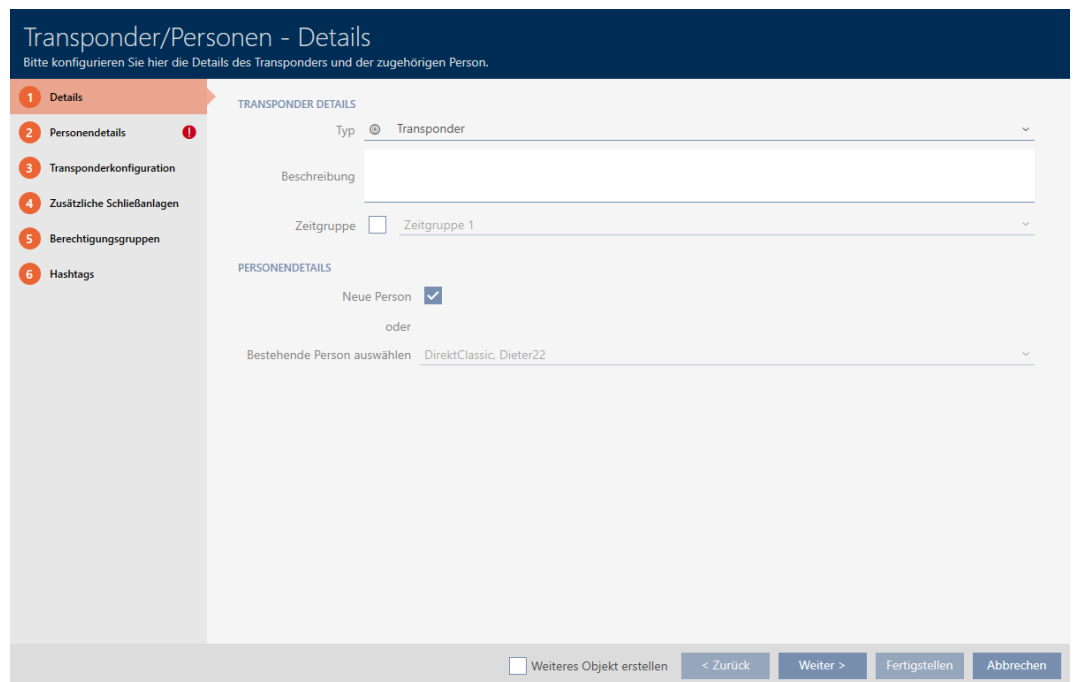 Transponder/Personen - Details
Bitte konfigurieren Sie hier die Details des Transponders und der zugehörigen Person.
1 Details
2 Personendetails !
3 Transponderkonfiguration
4 Zusätzliche Schließanlagen
5 Berechtigungsgruppen
6 Hashtags
TRANSPONDER DETAILS
Typ Transponder
Beschreibung
Zeitgruppe Zeitgruppe 1
PERSONENDETAILS
Neue Person
oder
Bestehende Person auswählen DirektClassic, Dieter22
Weiteres Objekt erstellen < Zurück Weiter > Fertigstellen Abbrechen